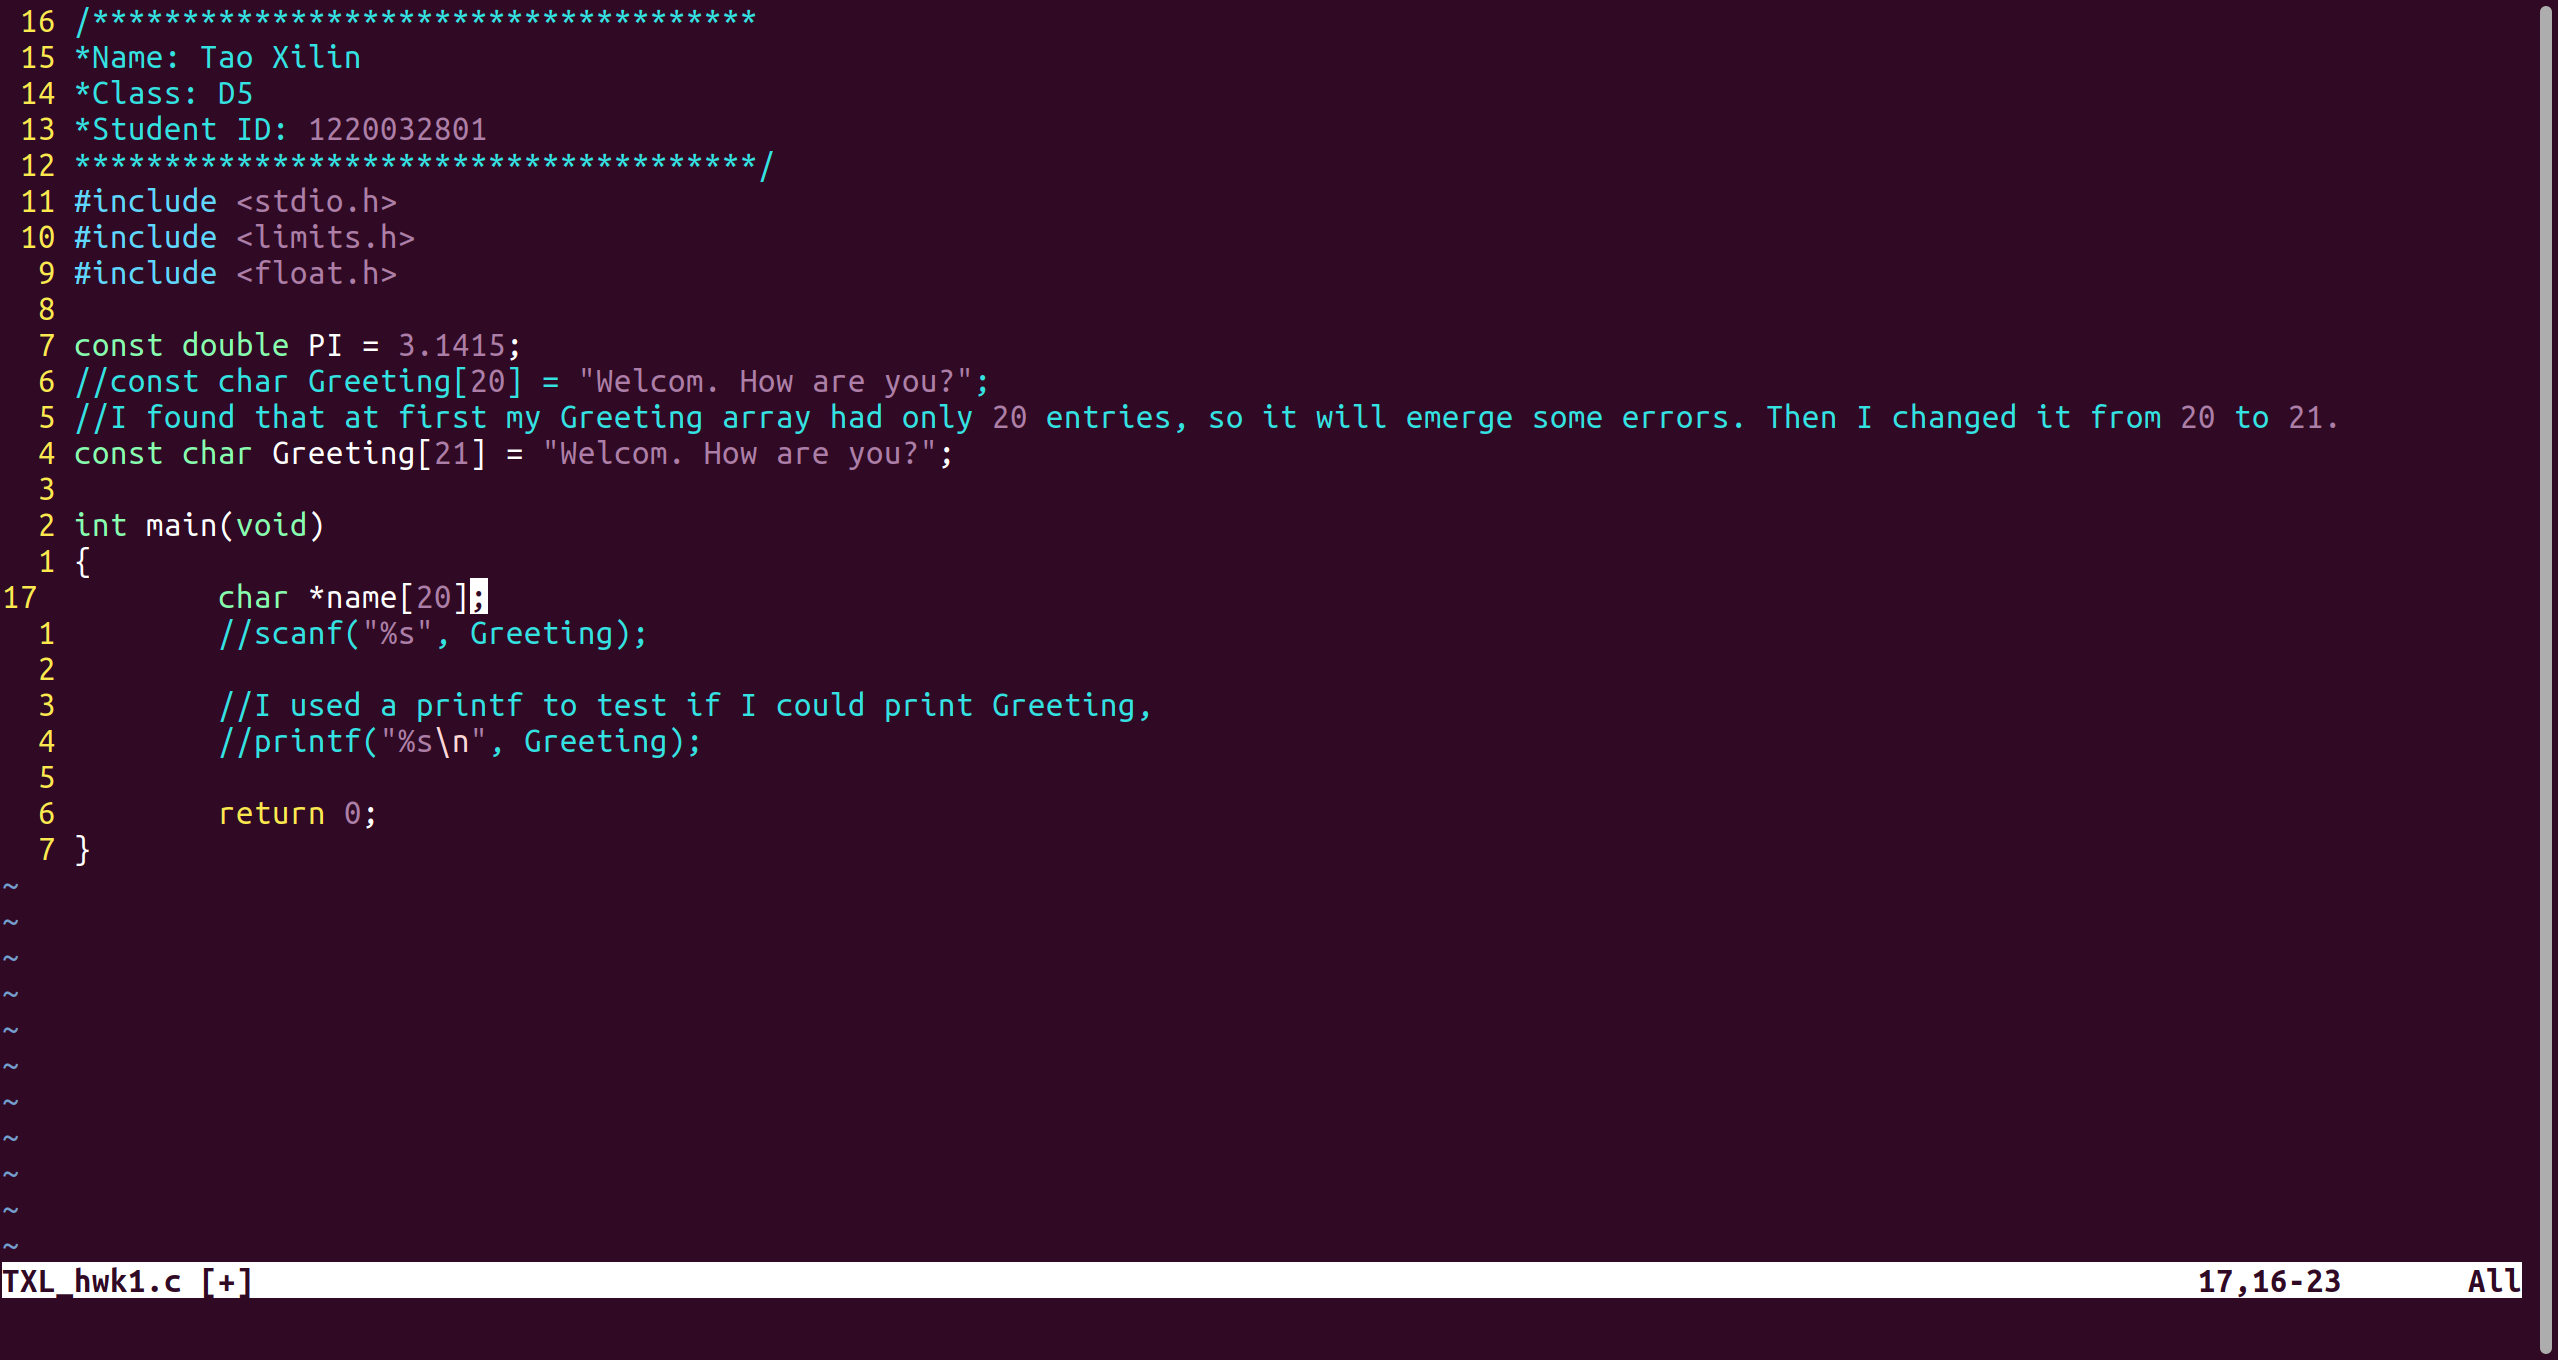 16 /*************************************
15 *Name: Tao Xilin
14 *Class: D5
13 *Student ID: 1220032801
12 **************************************/
11 #include <stdio.h>
10 #include <limits.h>
9 #include <float.h>
8
7 const double PI = 3.1415;
6 //const char Greeting[20] = "Welcom. How are you?";
5 //I found that at first my Greeting array had only 20 entries, so it will emerge some errors. Then I changed it from 20 to 21.
4 const char Greeting[21] = "Welcom. How are you?";
3
2 int main(void)
1 {
17         char *name[20];
1         //scanf("%s", Greeting);
2
3         //I used a printf to test if I could print Greeting,
4         //printf("%s\n", Greeting);
5
6         return 0;
7 }
~
~
~
~
~
~
~
~
~
~
~
TXL_hwk1.c [+] 17,16-23 All